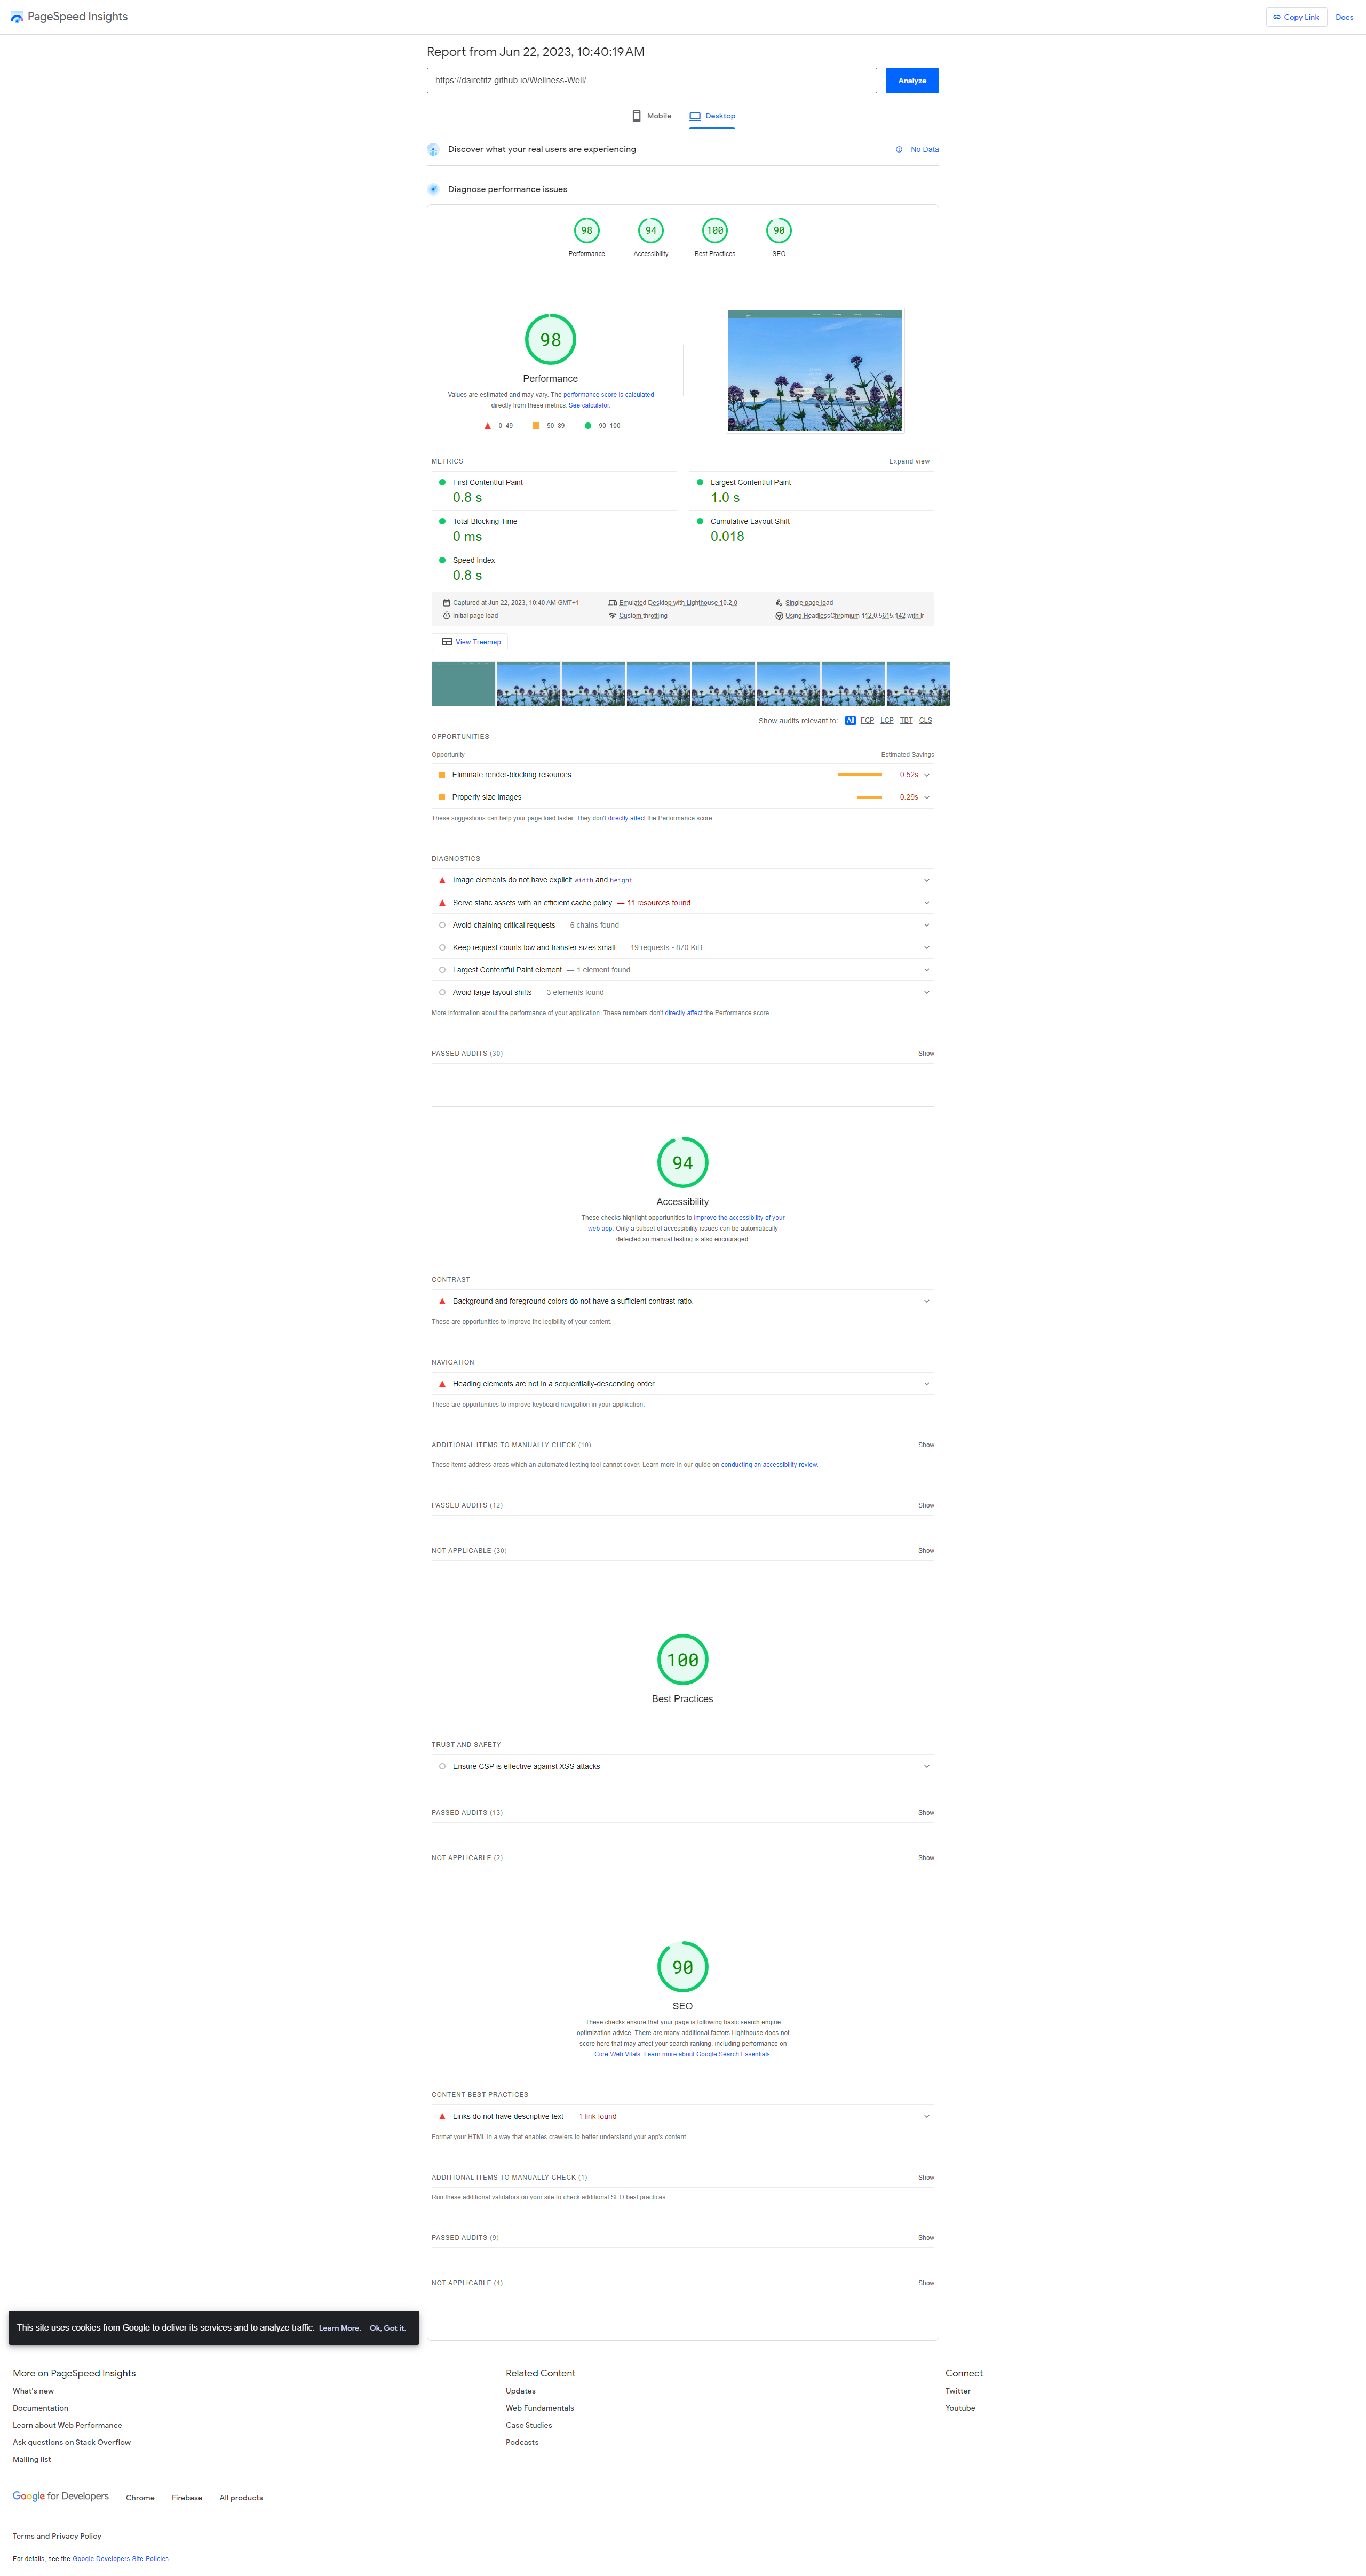 PageSpeed Insights
Copy Link
Docs
Report from Jun 22, 2023, 10:40:19 AM
https://dairefitz.github.io/Wellness-Well/
Analyze
Mobile
Desktop
Discover what your real users are experiencing
No Data
Diagnose performance issues
98
94
100
90
Performance
Accessibility
Best Practices
SEO
98
Performance
Values are estimated and may vary. The performance score is calculated
directly from these metrics. See calculator.
0–49
50–89
90–100
METRICS
Expand view
First Contentful Paint
0.8 s
Largest Contentful Paint
1.0 s
Total Blocking Time
0 ms
Cumulative Layout Shift
0.018
Speed Index
0.8 s
Captured at Jun 22, 2023, 10:40 AM GMT+1
Emulated Desktop with Lighthouse 10.2.0
Single page load
Initial page load
Custom throttling
Using HeadlessChromium 112.0.5615.142 with lr
View Treemap
Show audits relevant to: All FCP LCP TBT CLS
OPPORTUNITIES
Opportunity
Estimated Savings
Eliminate render-blocking resources
0.52s
Properly size images
0.29s
These suggestions can help your page load faster. They don't directly affect the Performance score.
DIAGNOSTICS
Image elements do not have explicit width and height
Serve static assets with an efficient cache policy — 11 resources found
Avoid chaining critical requests — 6 chains found
Keep request counts low and transfer sizes small — 19 requests • 870 KiB
Largest Contentful Paint element — 1 element found
Avoid large layout shifts — 3 elements found
More information about the performance of your application. These numbers don't directly affect the Performance score.
PASSED AUDITS (30)
Show
94
Accessibility
These checks highlight opportunities to improve the accessibility of your
web app. Only a subset of accessibility issues can be automatically
detected so manual testing is also encouraged.
CONTRAST
Background and foreground colors do not have a sufficient contrast ratio.
These are opportunities to improve the legibility of your content.
NAVIGATION
Heading elements are not in a sequentially-descending order
These are opportunities to improve keyboard navigation in your application.
ADDITIONAL ITEMS TO MANUALLY CHECK (10)
Show
These items address areas which an automated testing tool cannot cover. Learn more in our guide on conducting an accessibility review.
PASSED AUDITS (12)
Show
NOT APPLICABLE (30)
Show
100
Best Practices
TRUST AND SAFETY
Ensure CSP is effective against XSS attacks
PASSED AUDITS (13)
Show
NOT APPLICABLE (2)
Show
90
SEO
These checks ensure that your page is following basic search engine
optimization advice. There are many additional factors Lighthouse does not
score here that may affect your search ranking, including performance on
Core Web Vitals. Learn more about Google Search Essentials.
CONTENT BEST PRACTICES
Links do not have descriptive text — 1 link found
Format your HTML in a way that enables crawlers to better understand your app's content.
ADDITIONAL ITEMS TO MANUALLY CHECK (1)
Show
Run these additional validators on your site to check additional SEO best practices.
PASSED AUDITS (9)
Show
NOT APPLICABLE (4)
Show
This site uses cookies from Google to deliver its services and to analyze traffic. Learn More. Ok, Got it.
More on PageSpeed Insights
What's new
Documentation
Learn about Web Performance
Ask questions on Stack Overflow
Mailing list
Related Content
Updates
Web Fundamentals
Case Studies
Podcasts
Connect
Twitter
Youtube
Google for Developers
Chrome
Firebase
All products
Terms and Privacy Policy
For details, see the Google Developers Site Policies.